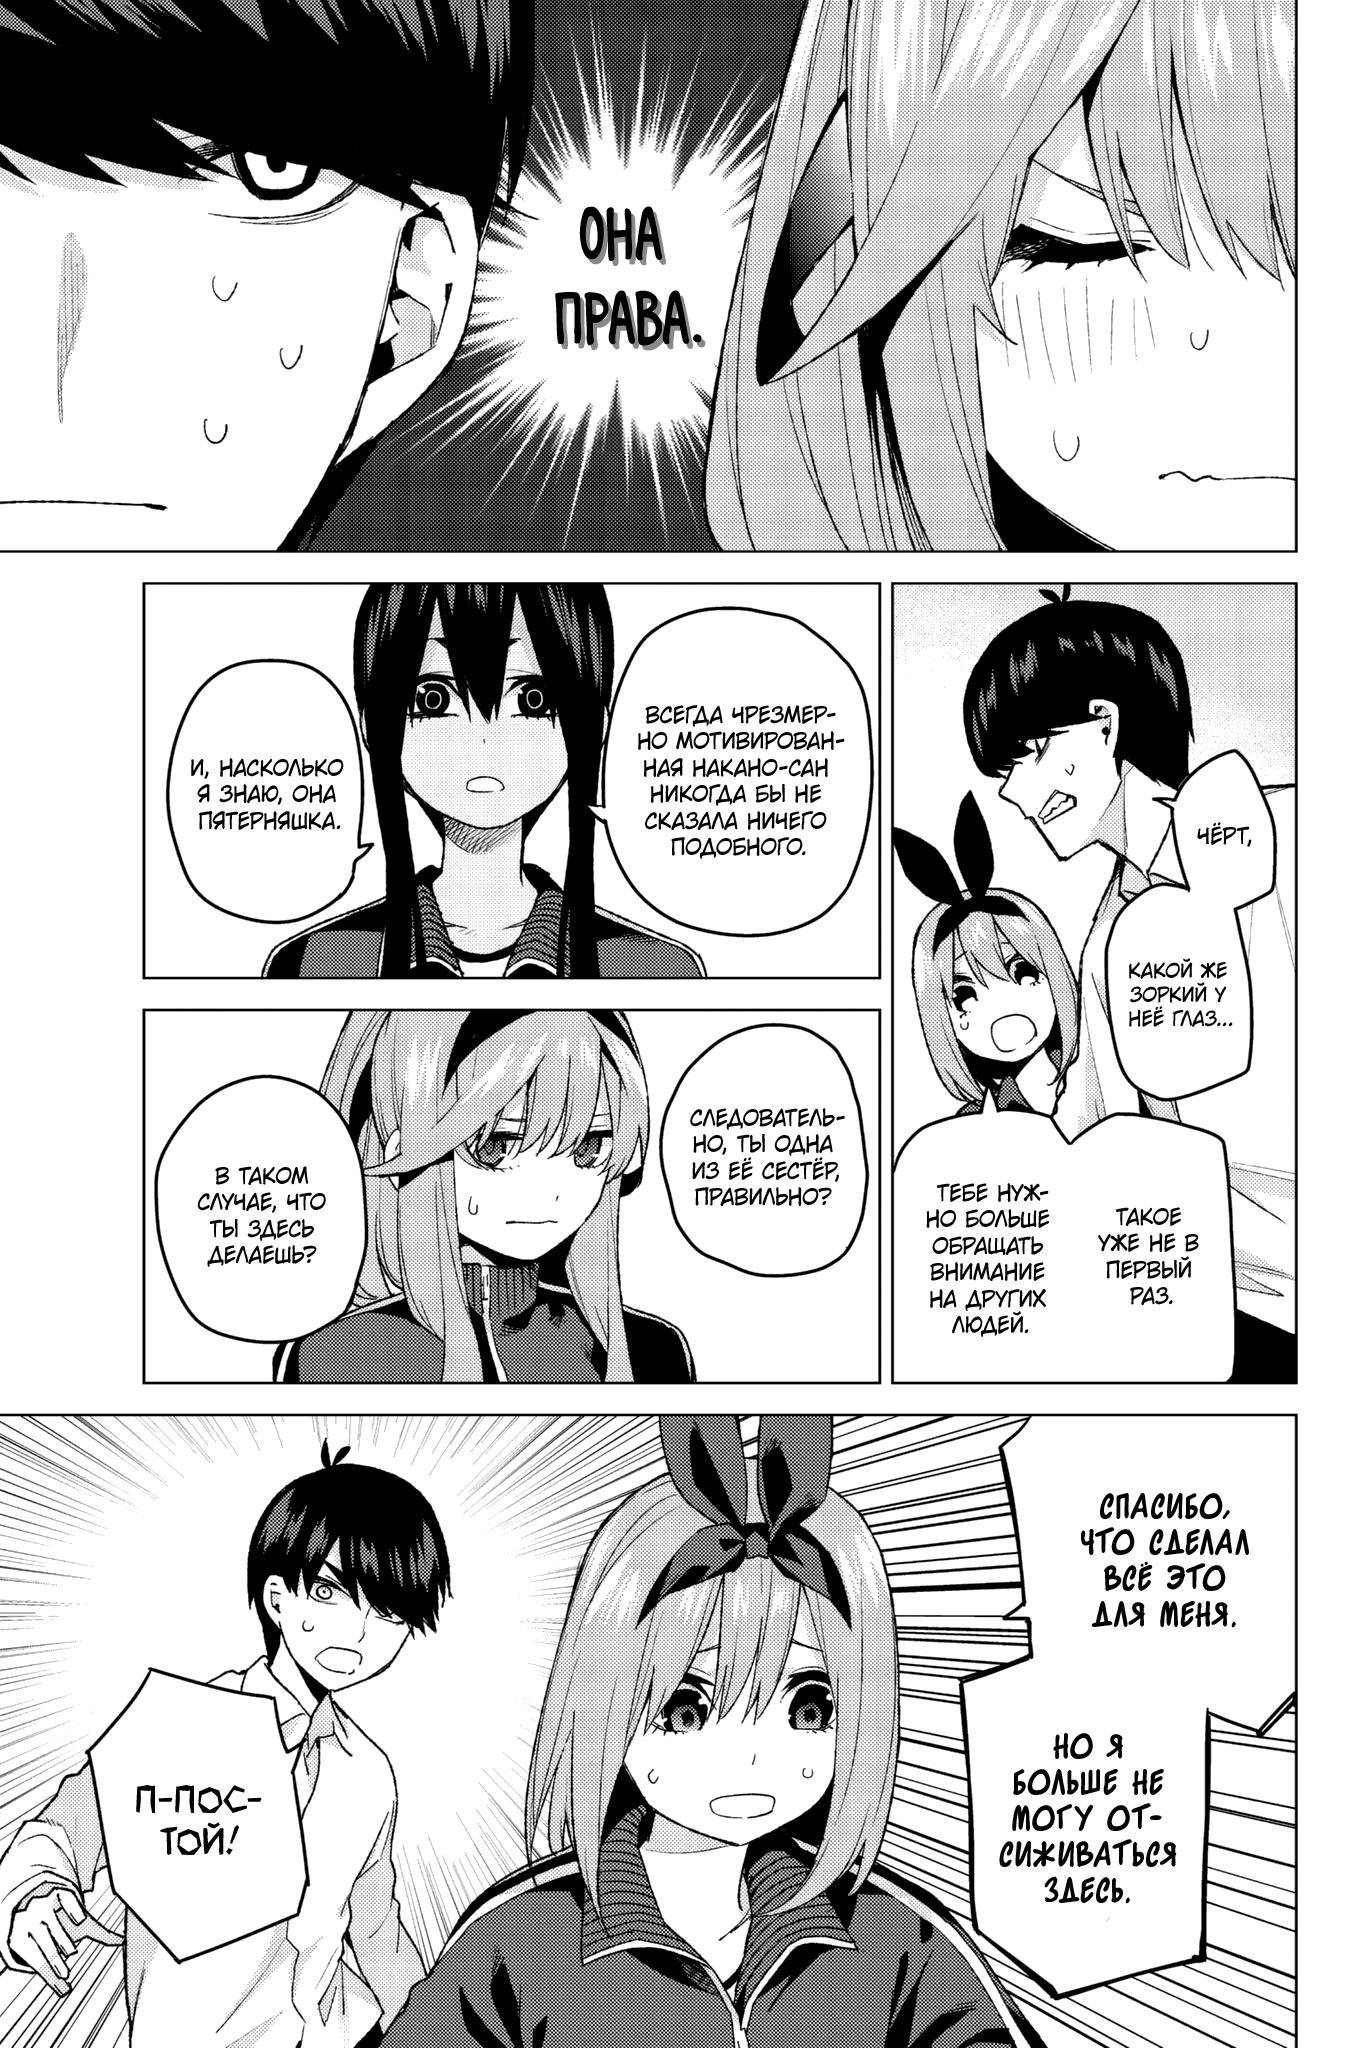 ОНА
ПРАВА.
ЧЁРТ,
КАКОЙ ЖЕ
ЗОРКИЙ У
НЕЁ ГЛАЗ...
ТАКОЕ
УЖЕ НЕ В
ПЕРВЫЙ
РАЗ.
ТЕБЕ НУЖ-
НО БОЛЬШЕ
ОБРАЩАТЬ
ВНИМАНИЕ
НА ДРУГИХ
ЛЮДЕЙ.
ВСЕГДА ЧРЕЗМЕР-
НО МОТИВИРОВАН-
НАЯ НАКАНО-САН
НИКОГДА БЫ НЕ
СКАЗАЛА НИЧЕГО
ПОДОБНОГО.
И, НАСКОЛЬКО
Я ЗНАЮ, ОНА
ПЯТЕРНЯШКА.
СЛЕДОВАТЕЛЬ-
НО, ТЫ ОДНА
ИЗ ЕЁ СЕСТЁР,
ПРАВИЛЬНО?
В ТАКОМ
СЛУЧАЕ, ЧТО
ТЫ ЗДЕСЬ
ДЕЛАЕШЬ?
СПАСИБО,
ЧТО СДЕЛАЛ
ВСЁ ЭТО
ДЛЯ МЕНЯ.
НО Я
БОЛЬШЕ НЕ
МОГУ ОТ-
СИЖИВАТЬСЯ
ЗДЕСЬ.
П-ПОС-
ТОЙ!